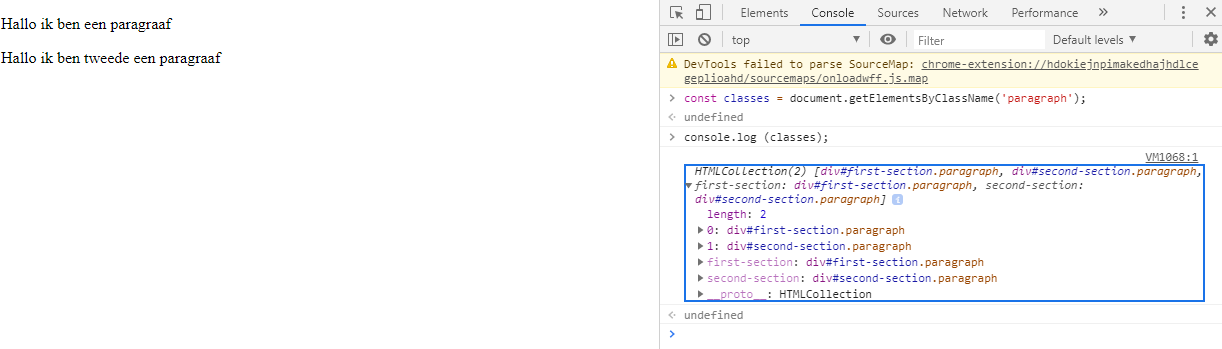 Hallo ik ben een paragraaf
Hallo ik ben tweede een paragraaf
Elements Console Sources Network Performance »
top Filter Default levels
DevTools failed to parse SourceMap: chrome-extension://hdokiejnpimakedhajhdlce
geplioahd/sourcemaps/onloadwff.js.map
> const classes = document.getElementsByClassName('paragraph');
undefined
> console.log (classes);
VM1068:1
HTMLCollection(2) [div#first-section.paragraph, div#second-section.paragraph,
first-section: div#first-section.paragraph, second-section:
div#second-section.paragraph] i
length: 2
0: div#first-section.paragraph
1: div#second-section.paragraph
first-section: div#first-section.paragraph
second-section: div#second-section.paragraph
__proto__: HTMLCollection
undefined
>